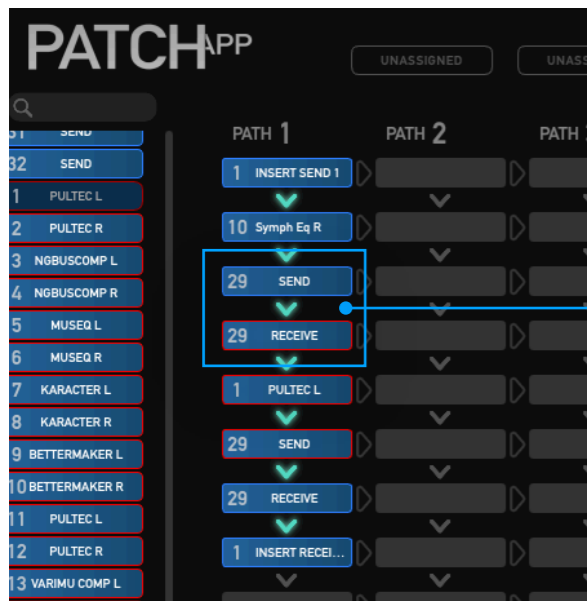 PATCHAPP
UNASSIGNED
UNASS
31 SEND
32 SEND
1 PULTEC L
2 PULTEC R
3 NGBUSCOMP L
4 NGBUSCOMP R
5 MUSEQ L
6 MUSEQ R
7 KARACTER L
8 KARACTER R
9 BETTERMAKER L
10 BETTERMAKER R
11 PULTEC L
12 PULTEC R
13 VARIMU COMP L
PATH 1
1 INSERT SEND 1
10 Symph Eq R
29 SEND
29 RECEIVE
1 PULTEC L
29 SEND
29 RECEIVE
1 INSERT RECEI...
PATH 2
PATH